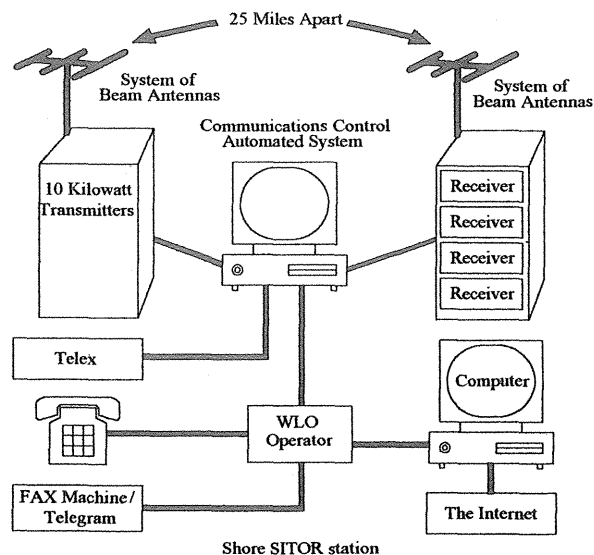 25 Miles Apart
System of
Beam Antennas
System of
Beam Antennas
Communications Control
Automated System
10 Kilowatt
Transmitters
Receiver
Receiver
Receiver
Receiver
Telex
Computer
WLO
Operator
FAX Machine/
Telegram
The Internet
Shore SITOR station